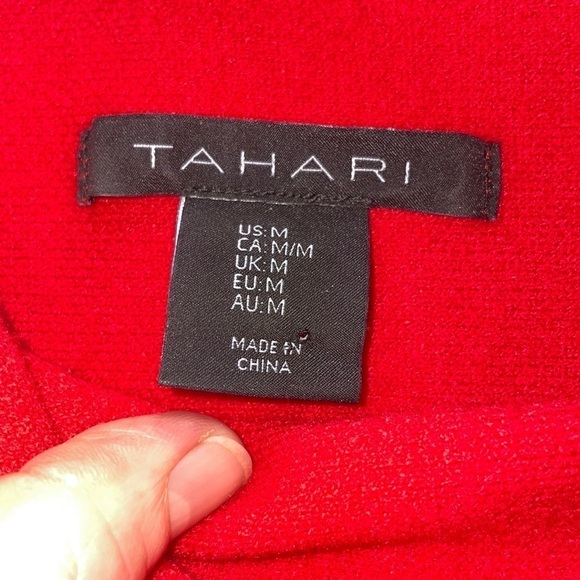 TAHARI
US: M
CA: M/M
UK: M
EU: M
AU: M
MADE IN
CHINA